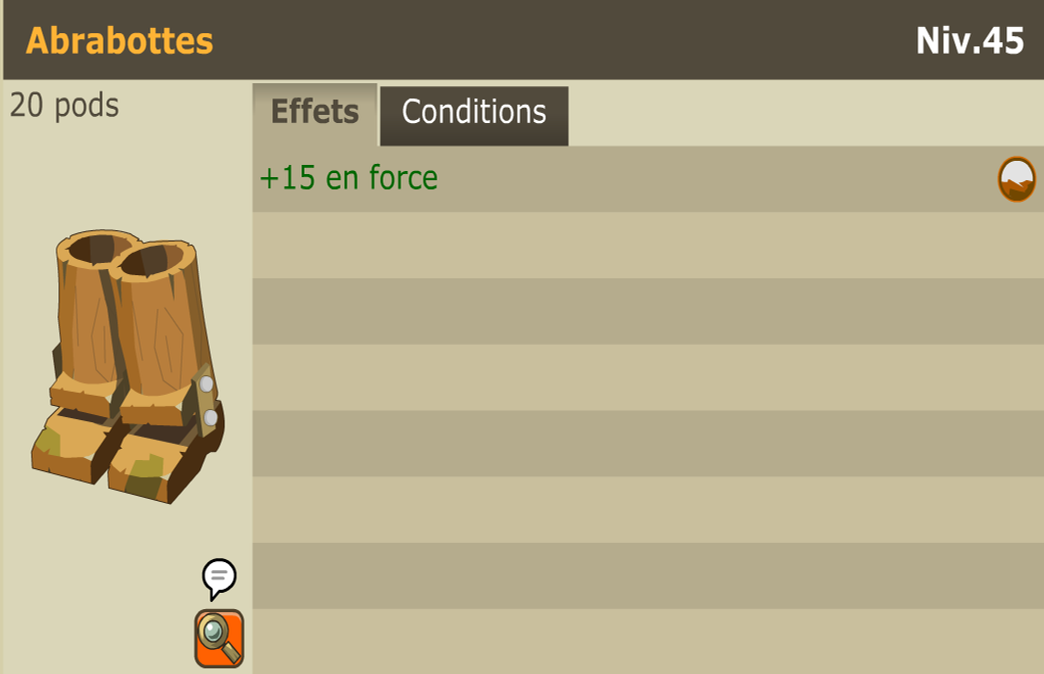 Abrabottes
Niv.45
20 pods
Effets
Conditions
+15 en force